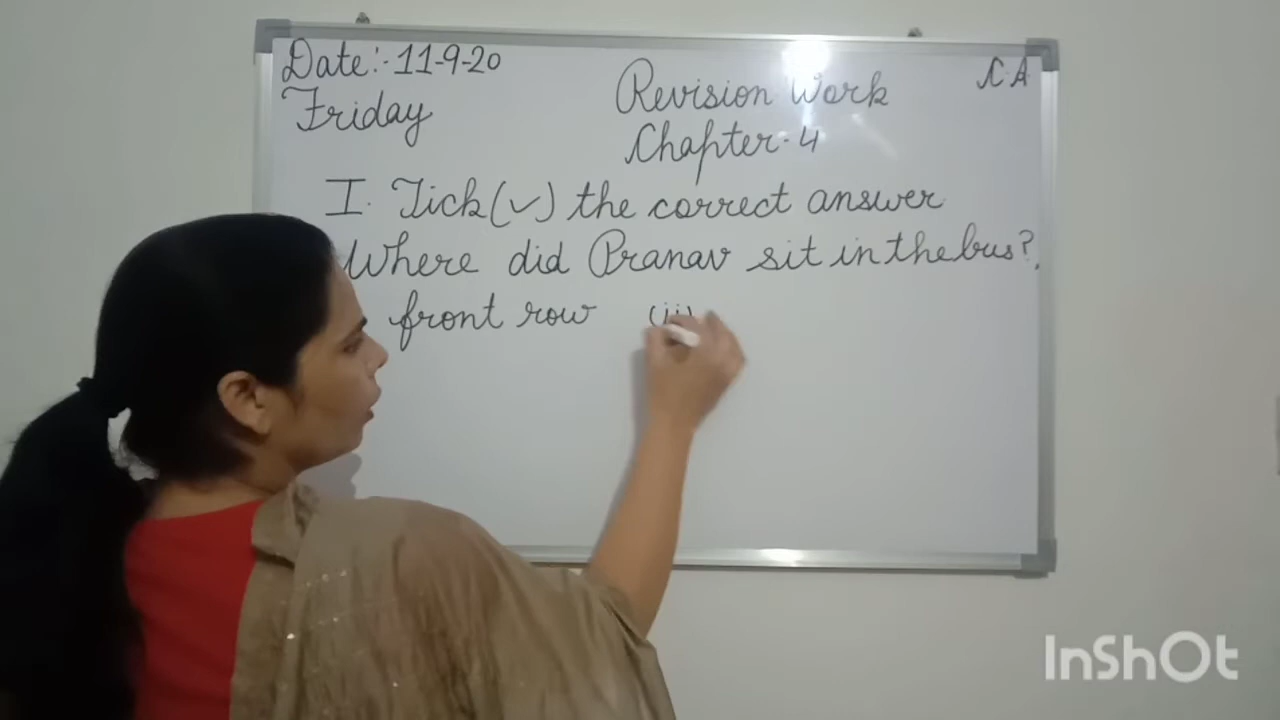 Date:- 11-9-20
Friday
Revision Work
C.A
Chapter-4
I. Tick (✓) the correct answer
Where did Pranav sit in the bus?
front row (ii)
InShOt